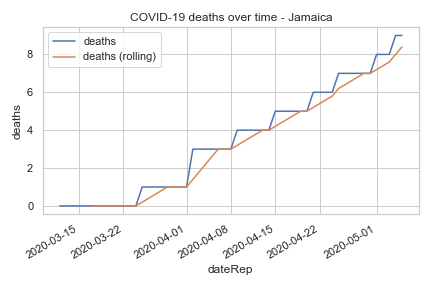 COVID-19 deaths over time - Jamaica
deaths
deaths (rolling)
8
6
4
2
0
deaths
2020-03-15
2020-03-22
2020-04-01
2020-04-08
2020-04-15
2020-04-22
2020-05-01
dateRep